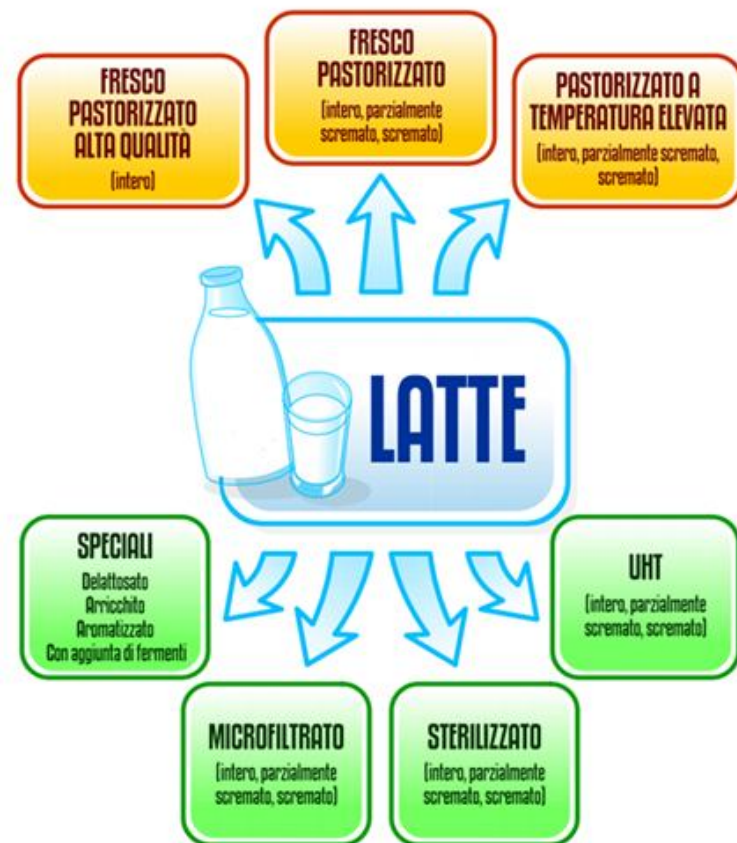 FRESCO
PASTORIZZATO
ALTA QUALITÀ
(intero)
FRESCO
PASTORIZZATO
(intero, parzialmente
scremato, scremato)
PASTORIZZATO A
TEMPERATURA ELEVATA
(intero, parzialmente scremato,
scremato)
LATTE
SPECIALI
Delattosato
Arricchito
Aromatizzato
Con aggiunta di fermenti
UHT
(intero, parzialmente
scremato, scremato)
MICROFILTRATO
(intero, parzialmente
scremato, scremato)
STERILIZZATO
(intero, parzialmente
scremato, scremato)